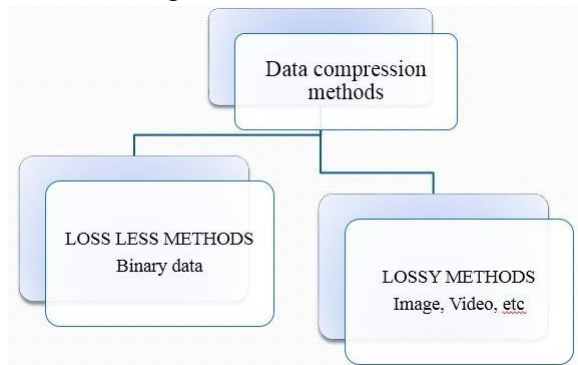 Data compression
methods
LOSS LESS METHODS
Binary data
LOSSY METHODS
Image, Video, etc